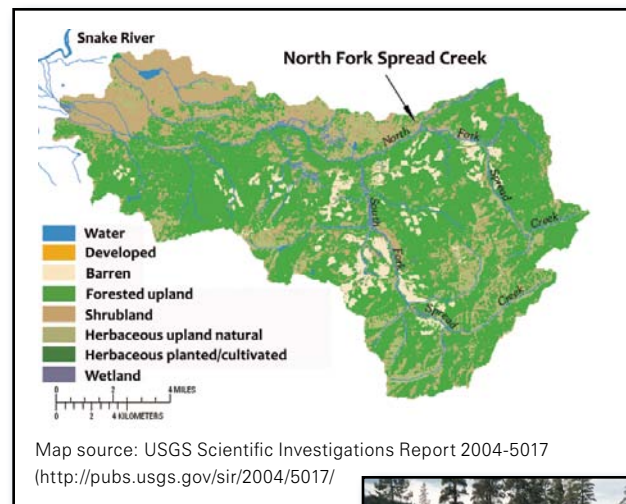 Snake River
North Fork Spread Creek
North Fork
Spread
Creek
South
Fork
Spread Creek
Water
Developed
Barren
Forested upland
Shrubland
Herbaceous upland natural
Herbaceous planted/cultivated
Wetland
0 2 4 MILES
0 2 4 KILOMETERS
Map source: USGS Scientific Investigations Report 2004-5017
(http://pubs.usgs.gov/sir/2004/5017/